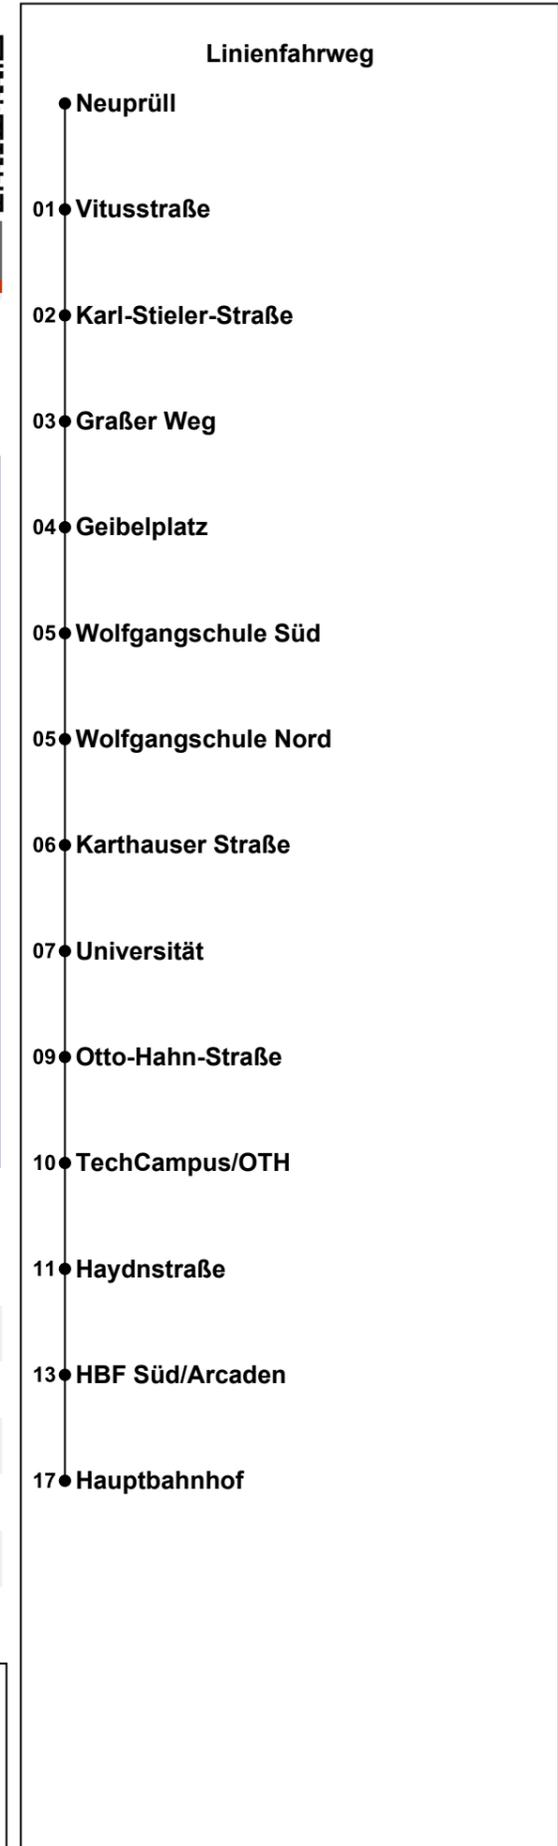 Linienfahrweg
Neuprüll
01 Vitusstraße
02 Karl-Stieler-Straße
03 Graßer Weg
04 Geibelplatz
05 Wolfgangschule Süd
05 Wolfgangschule Nord
06 Karthauser Straße
07 Universität
09 Otto-Hahn-Straße
10 TechCampus/OTH
11 Haydnstraße
13 HBF Süd/Arcaden
17 Hauptbahnhof